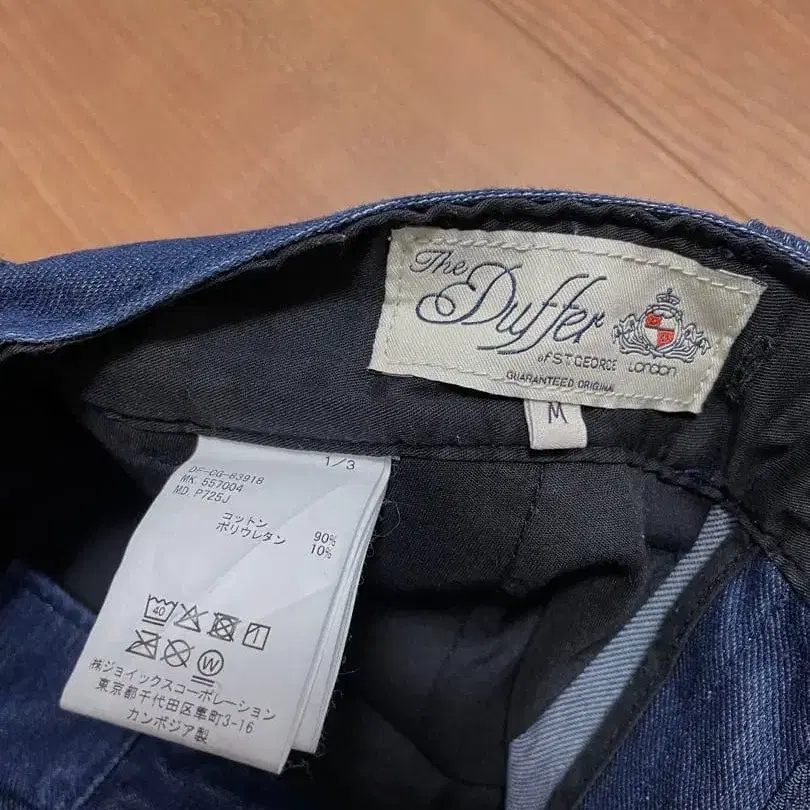 The
Duffer
of ST. GEORGE London
GUARANTEED ORIGINAL
M
1/3
DF-CG-83918
MK. 557004
MD. P725J
コットン 90%
ポリウレタン 10%
40
W
㈱ジョイックスコーポレーション
東京都千代田区隼町3-16
カンボジア製